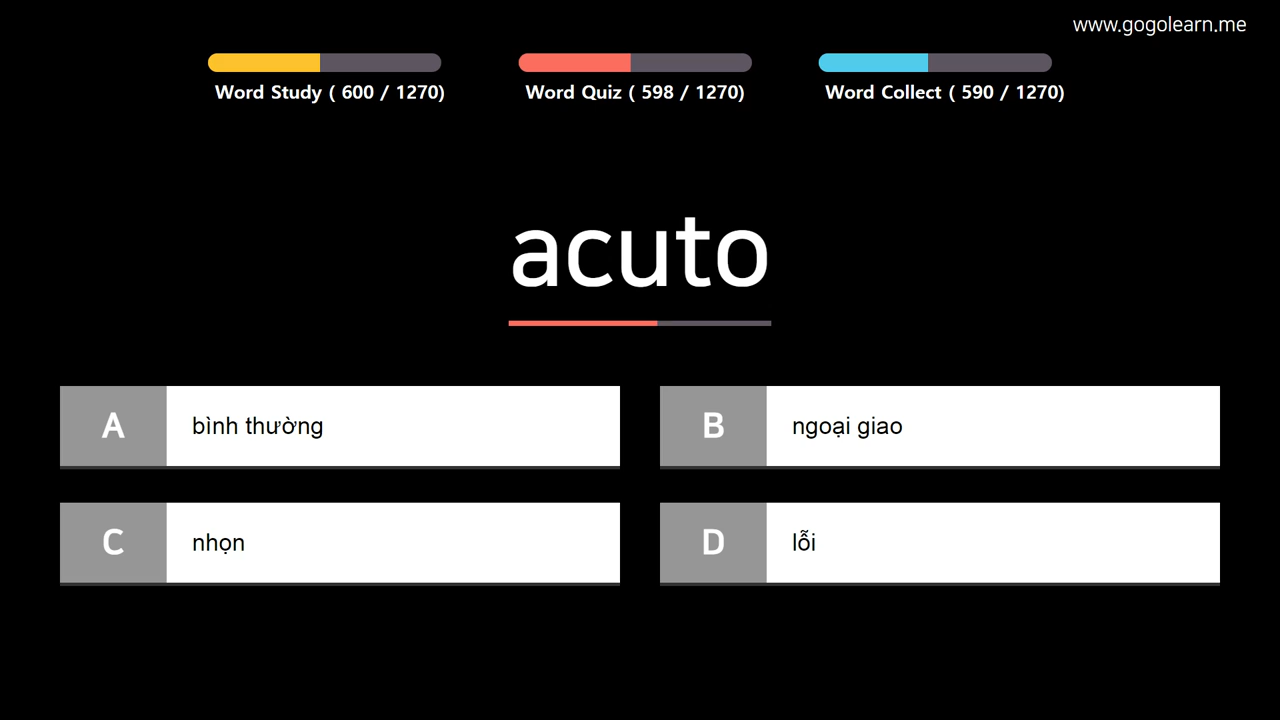 www.gogolearn.me
Word Study ( 600 / 1270)
Word Quiz ( 598 / 1270)
Word Collect ( 590 / 1270)
acuto
A bình thường
B ngoại giao
C nhọn
D lỗi